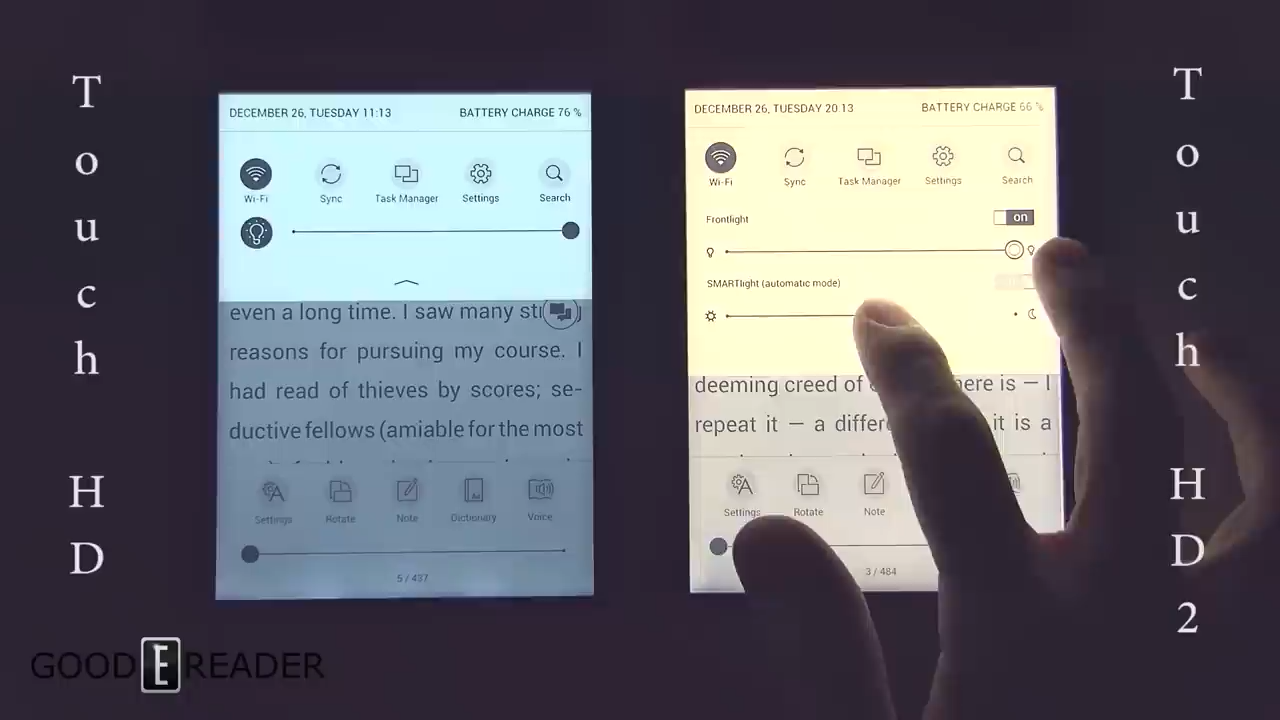 Touch HD
DECEMBER 26, TUESDAY 11:13 BATTERY CHARGE 76 %
Wi-Fi Sync Task Manager Settings Search
even a long time. I saw many
reasons for pursuing my course. I
had read of thieves by scores; se-
ductive fellows (amiable for the most
Settings Rotate Note Dictionary Voice
5 / 437
DECEMBER 26, TUESDAY 20:13 BATTERY CHARGE 66 %
Wi-Fi Sync Task Manager Settings Search
Frontlight on
SMARTlight (automatic mode)
deeming creed of here is — I
repeat it — a it is a
Settings Rotate Note
3 / 484
Touch HD2
GOOD E READER